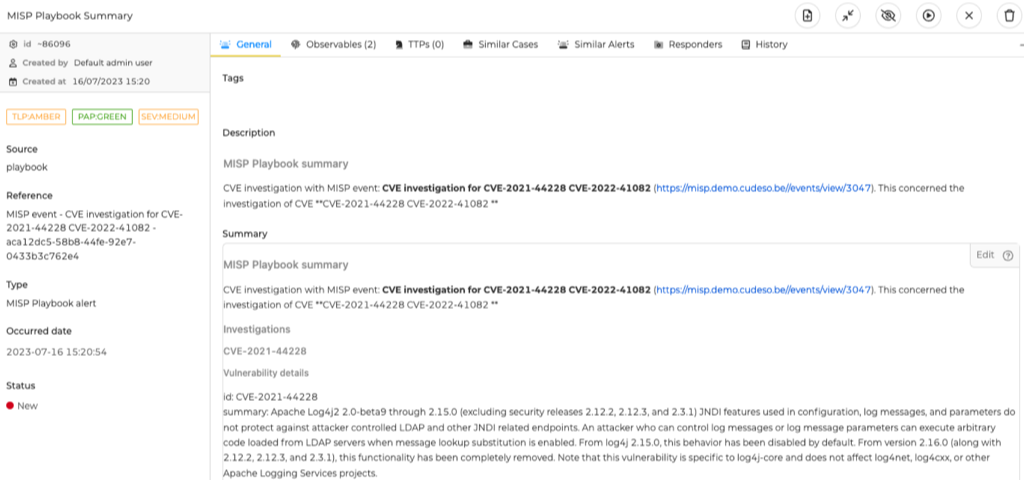 MISP Playbook Summary
id ~86096
Created by Default admin user
Created at 16/07/2023 15:20
TLP:AMBER PAP:GREEN SEV:MEDIUM
Source
playbook
Reference
MISP event - CVE investigation for CVE-
2021-44228 CVE-2022-41082 -
aca12dc5-58b8-44fe-92e7-
0433b3c762e4
Type
MISP Playbook alert
Occurred date
2023-07-16 15:20:54
Status
New
General Observables (2) TTPs (0) Similar Cases Similar Alerts Responders History
Tags
Description
MISP Playbook summary
CVE investigation with MISP event: CVE investigation for CVE-2021-44228 CVE-2022-41082 (https://misp.demo.cudeso.be//events/view/3047). This concerned the
investigation of CVE **CVE-2021-44228 CVE-2022-41082 **
Summary
Edit
MISP Playbook summary
CVE investigation with MISP event: CVE investigation for CVE-2021-44228 CVE-2022-41082 (https://misp.demo.cudeso.be//events/view/3047). This concerned the
investigation of CVE **CVE-2021-44228 CVE-2022-41082 **
Investigations
CVE-2021-44228
Vulnerability details
id: CVE-2021-44228
summary: Apache Log4j2 2.0-beta9 through 2.15.0 (excluding security releases 2.12.2, 2.12.3, and 2.3.1) JNDI features used in configuration, log messages, and parameters do
not protect against attacker controlled LDAP and other JNDI related endpoints. An attacker who can control log messages or log message parameters can execute arbitrary
code loaded from LDAP servers when message lookup substitution is enabled. From log4j 2.15.0, this behavior has been disabled by default. From version 2.16.0 (along with
2.12.2, 2.12.3, and 2.3.1), this functionality has been completely removed. Note that this vulnerability is specific to log4j-core and does not affect log4net, log4cxx, or other
Apache Logging Services projects.